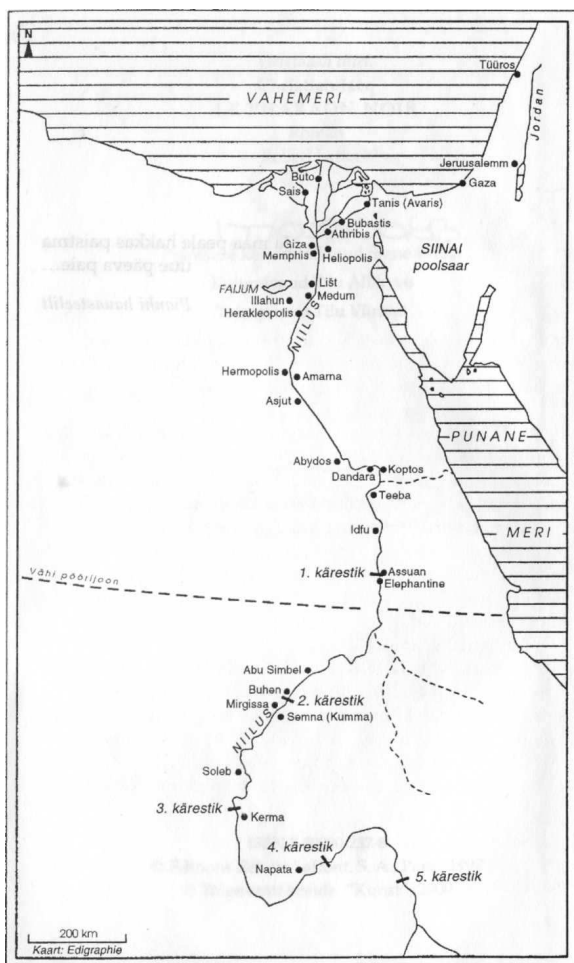 N
Tüüros
VAHEMERI
Jordan
Jeruusalemm
Buto
Gaza
Sais
Tanis (Avaris)
Bubastis
Athribis
Giza
Memphis
Heliopolis
SIINAI
poolsaar
FAIJUM
Lišt
Illahun
Medum
Herakleopolis
NIILUS
Hermopolis
Amarna
Asjut
PUNANE
Abydos
Dandara
Koptos
Teeba
Idfu
MERI
1. kärestik
Assuan
Elephantine
Vähi pöörijoon
Abu Simbel
Buhen
2. kärestik
Mirgissa
Semna (Kumma)
NIILUS
Soleb
3. kärestik
Kerma
4. kärestik
Napata
5. kärestik
200 km
Kaart: Edigraphie